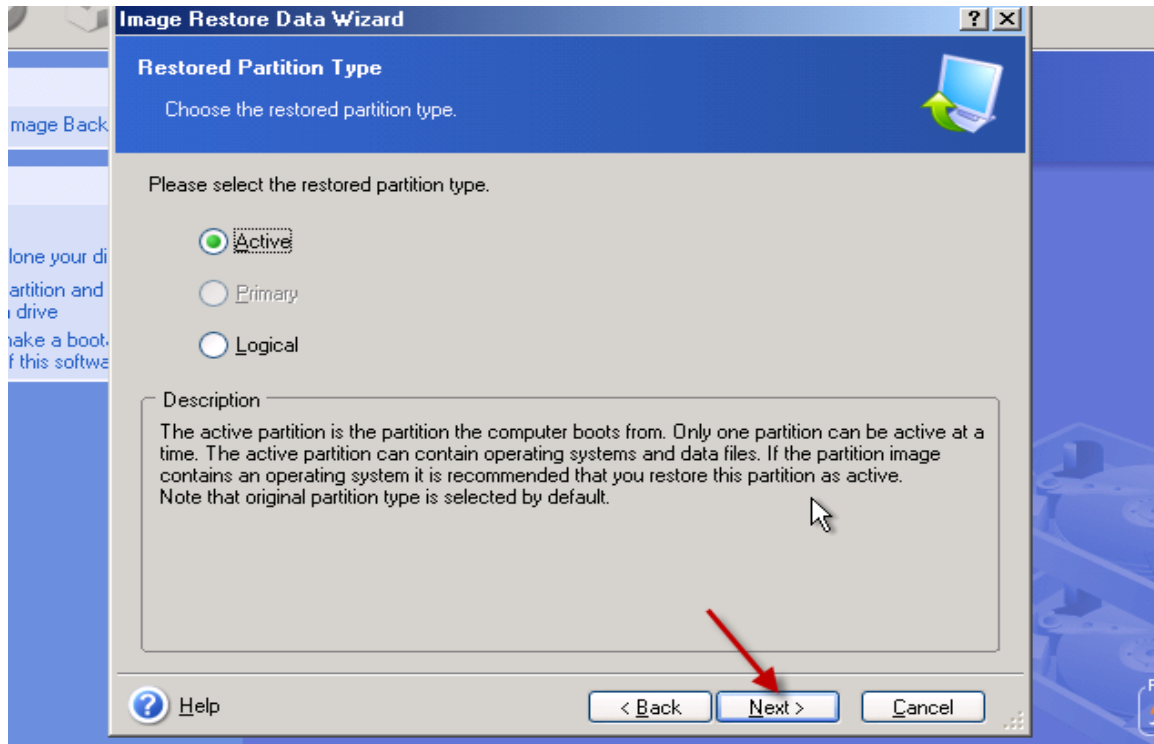 Image Restore Data Wizard
Restored Partition Type
Choose the restored partition type.
mage Back
Please select the restored partition type.
Active
lone your di
artition and
Primary
drive
Logical
ake a boot
f this softwa
Description
The active partition is the partition the computer boots from. Only one partition can be active at a
time. The active partition can contain operating systems and data files. If the partition image
contains an operating system it is recommended that you restore this partition as active.
Note that original partition type is selected by default.
Help
< Back
Next >
Cancel